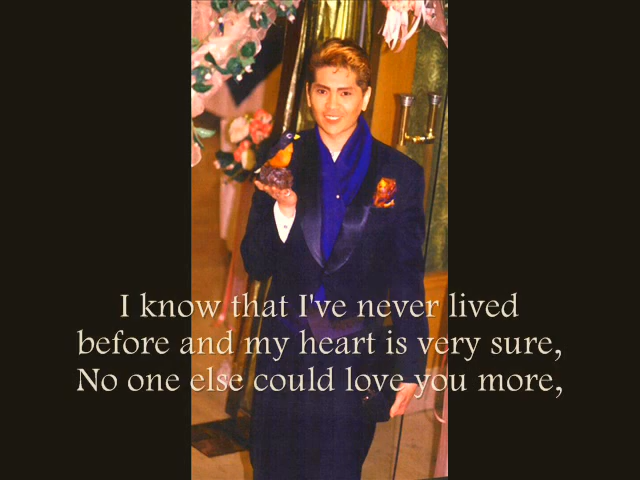 I know that I've never lived
before and my heart is very sure,
No one else could love you more,